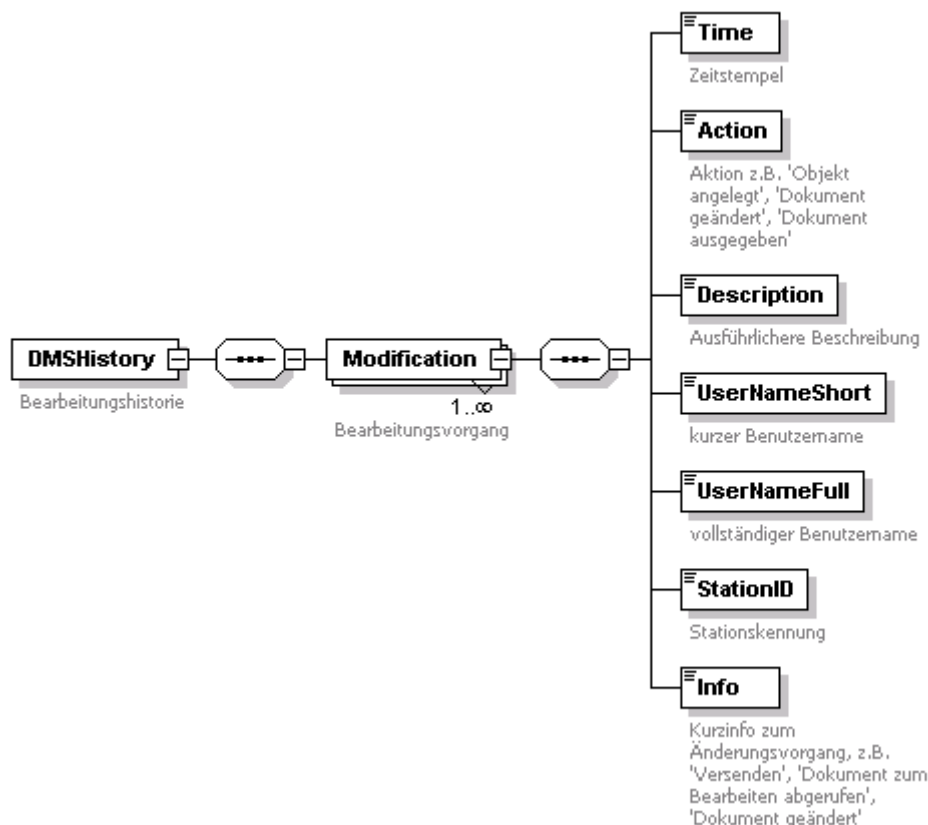 Time
Zeitstempel
Action
Aktion z.B. 'Objekt
angelegt', 'Dokument
geändert', 'Dokument
ausgegeben'
Description
Ausführlichere Beschreibung
DMSHistory
Bearbeitungshistorie
Modification
1..∞
Bearbeitungsvorgang
UserNameShort
kurzer Benutzername
UserNameFull
vollständiger Benutzername
StationID
Stationskennung
Info
Kurzinfo zum
Änderungsvorgang, z.B.
'Versenden', 'Dokument zum
Bearbeiten abgerufen',
'Dokument geändert'